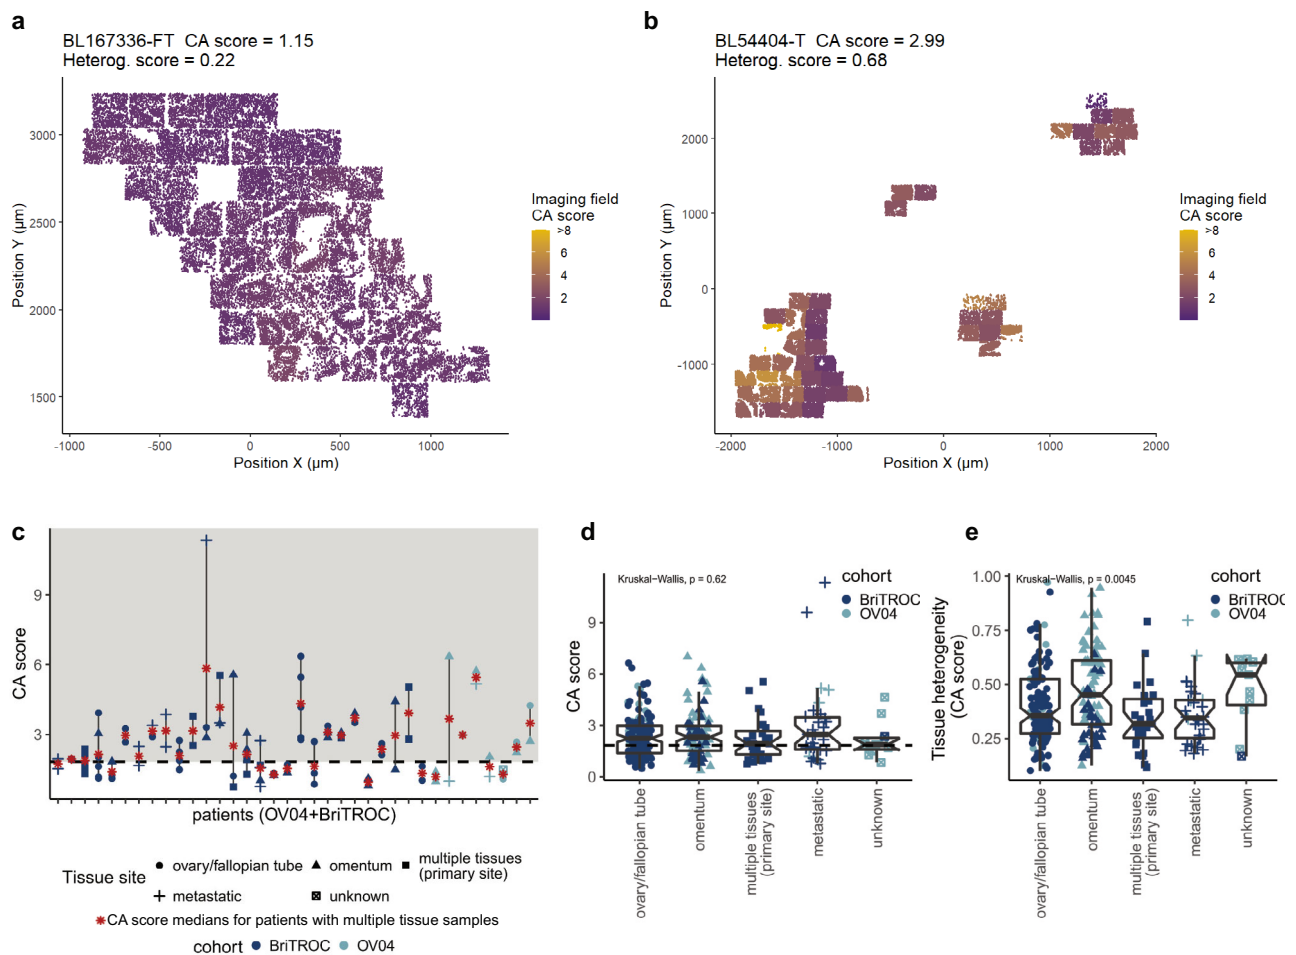 a
BL167336-FT  CA score = 1.15
Heterog. score = 0.22
Position Y (µm)
3000
2500
2000
1500
-1000
-500
0
500
1000
Position X (µm)
Imaging field
CA score
>8
6
4
2
b
BL54404-T  CA score = 2.99
Heterog. score = 0.68
Position Y (µm)
2000
1000
0
-1000
-2000
-1000
0
1000
2000
Position X (µm)
Imaging field
CA score
>8
6
4
2
c
CA score
9
6
3
patients (OV04+BriTROC)
Tissue site
ovary/fallopian tube
omentum
multiple tissues
(primary site)
metastatic
unknown
CA score medians for patients with multiple tissue samples
cohort
BriTROC
OV04
d
Kruskal−Wallis, p = 0.62
cohort
BriTROC
OV04
CA score
9
6
3
0
ovary/fallopian tube
omentum
multiple tissues
(primary site)
metastatic
unknown
e
Kruskal−Wallis, p = 0.0045
cohort
BriTROC
OV04
Tissue heterogeneity
(CA score)
1.00
0.75
0.50
0.25
ovary/fallopian tube
omentum
multiple tissues
(primary site)
metastatic
unknown